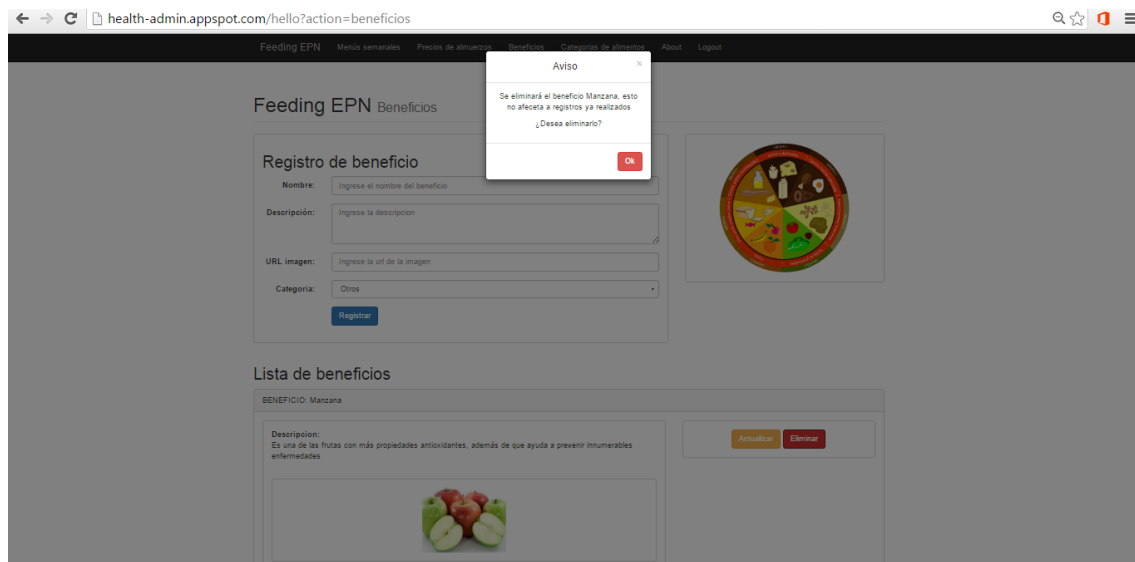 health-admin.appspot.com/hello?action=beneficios
Feeding EPN Menús semanales Precios de almuerzos Beneficios Categorias de alimentos About Logout
Aviso ×
Se eliminará el beneficio Manzana, esto
no afeceta a registros ya realizados
¿Desea eliminarlo?
Ok
Feeding EPN Beneficios
Registro de beneficio
Nombre: Ingrese el nombre del beneficio
Descripción: Ingrese la descripcion
URL imagen: Ingrese la url de la imagen
Categoria: Otros
Registrar
Lista de beneficios
BENEFICIO: Manzana
Descripcion:
Es una de las frutas con más propiedades antioxidantes, además de que ayuda a prevenir innumerables
enfermedades
Actualizar Eliminar